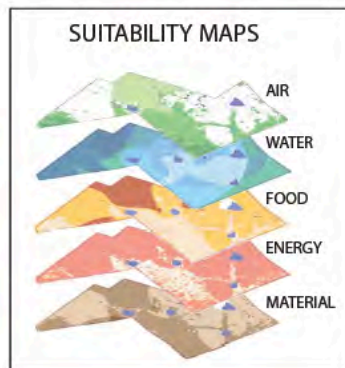 SUITABILITY MAPS
AIR
WATER
FOOD
ENERGY
MATERIAL